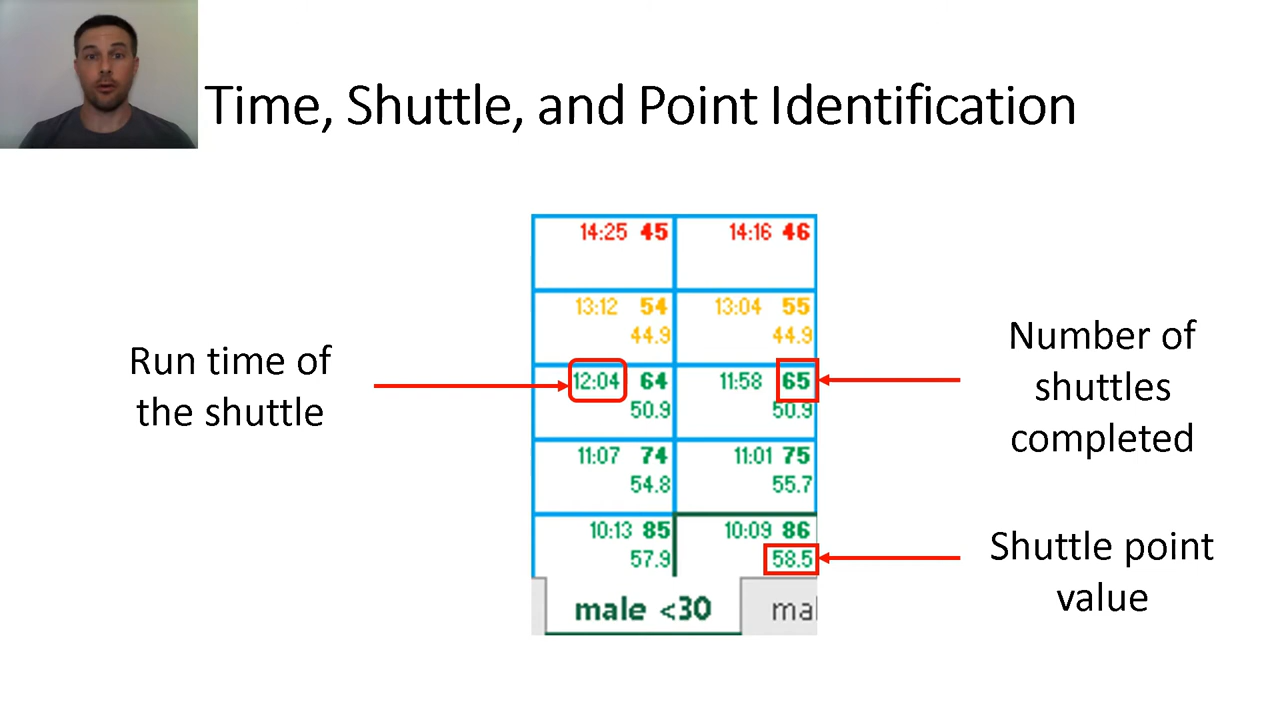 Time, Shuttle, and Point Identification
14:25 45 14:16 46
13:12 54 13:04 55
44.9 44.9
12:04 64 11:58 65
50.9 50.9
11:07 74 11:01 75
54.8 55.7
10:13 85 10:09 86
57.9 58.5
male <30 mal
Run time of
the shuttle
Number of
shuttles
completed
Shuttle point
value